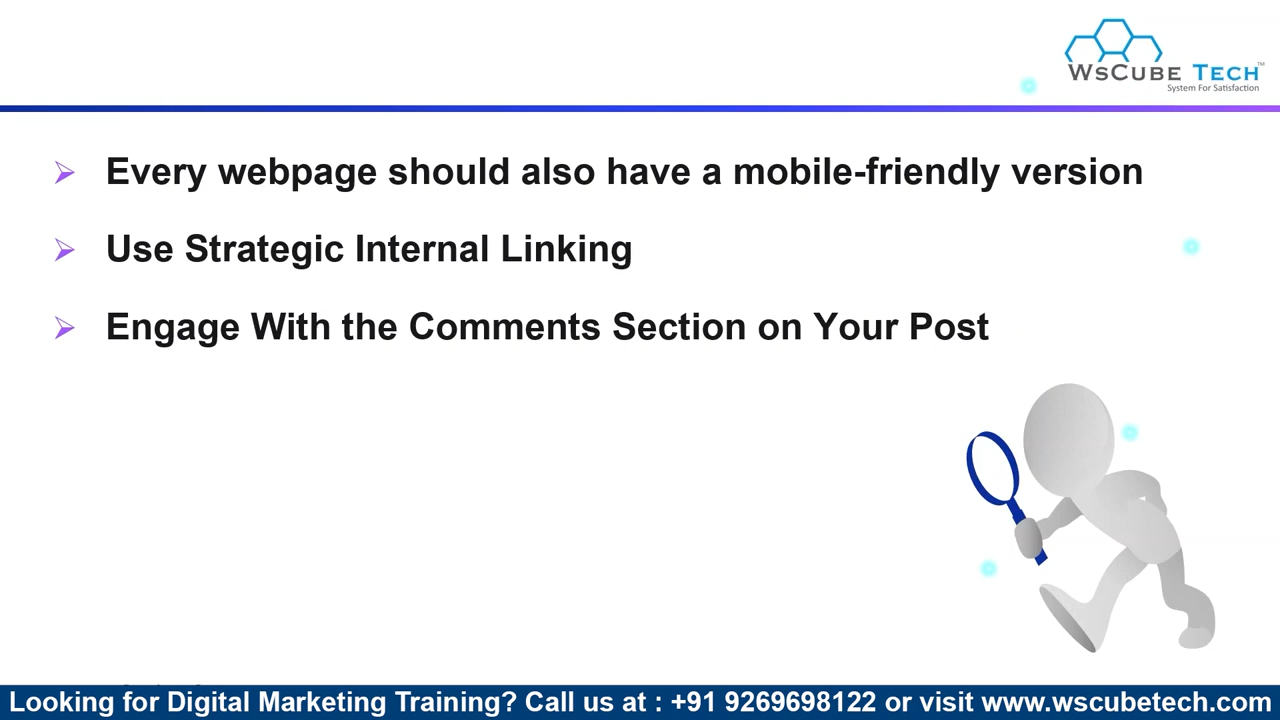 WSCUBE TECH™
System For Satisfaction
Every webpage should also have a mobile-friendly version
Use Strategic Internal Linking
Engage With the Comments Section on Your Post
Looking for Digital Marketing Training? Call us at : +91 9269698122 or visit www.wscubetech.com